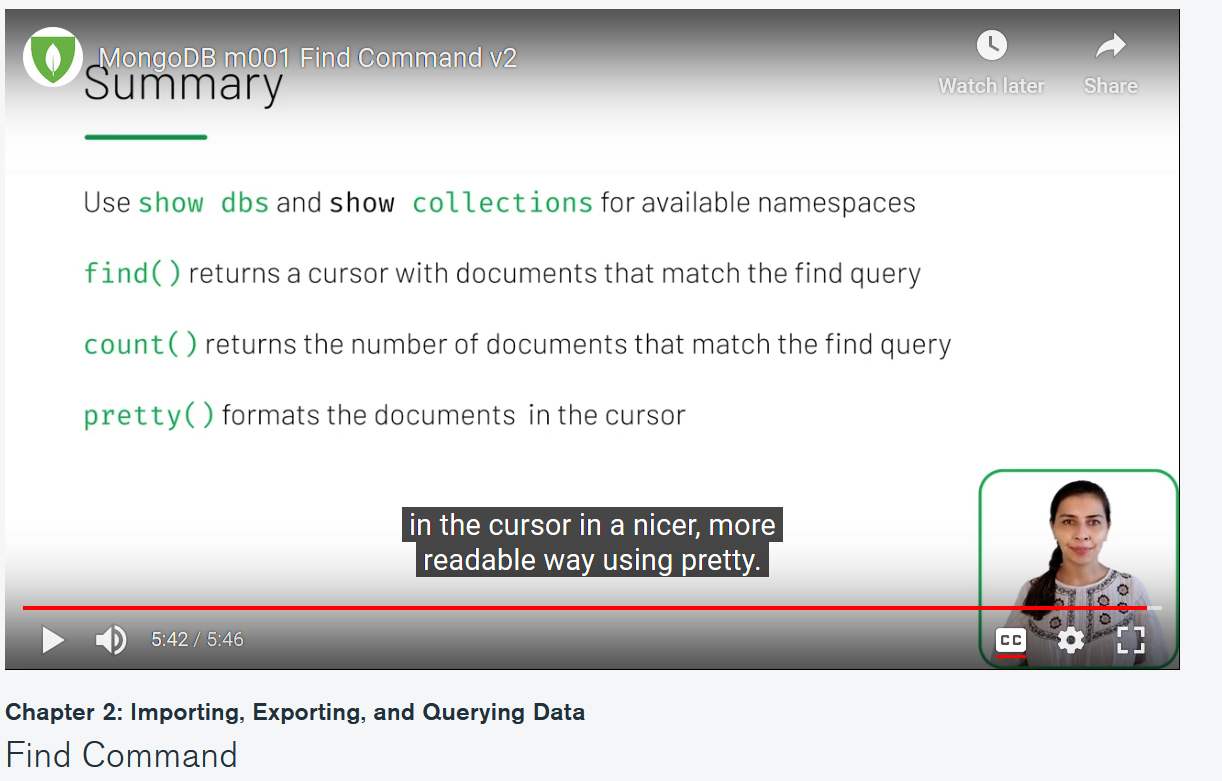 MongoDB m001 Find Command v2
Watch later
Share
Summary
Use show dbs and show collections for available namespaces
find() returns a cursor with documents that match the find query
count() returns the number of documents that match the find query
pretty() formats the documents in the cursor
in the cursor in a nicer, more
readable way using pretty.
5:42 / 5:46
CC
Chapter 2: Importing, Exporting, and Querying Data
Find Command